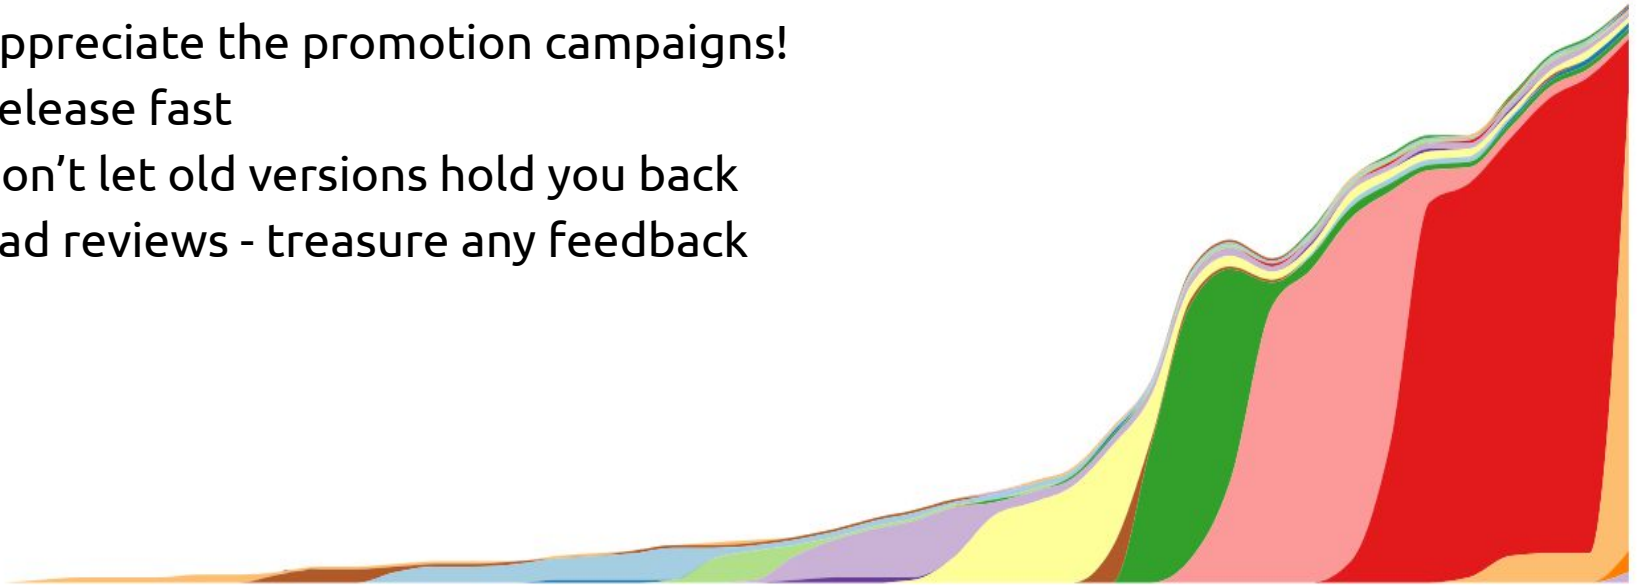 ppreciate the promotion campaigns!
elease fast
on’t let old versions hold you back
ad reviews - treasure any feedback